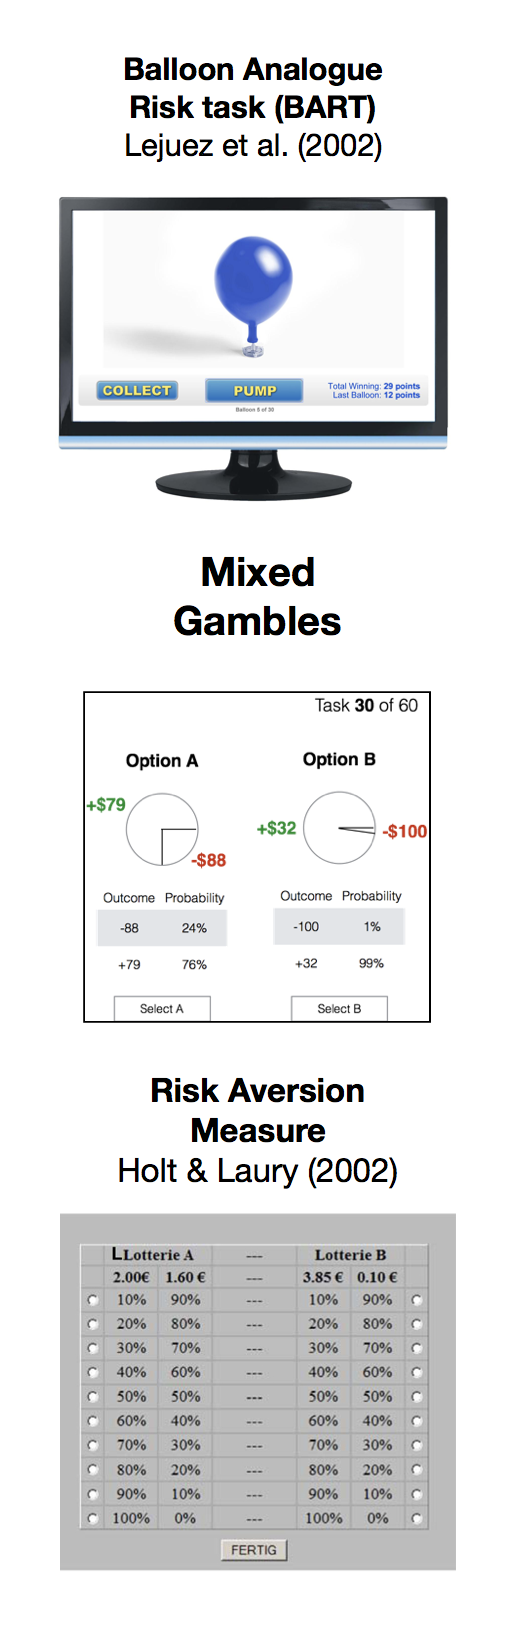 Balloon Analogue
Risk task (BART)
Lejuez et al. (2002)
COLLECT PUMP Total Winning: 29 points
Last Balloon: 12 points
Balloon 5 of 30
Mixed
Gambles
Task 30 of 60
Option A Option B
+$79 -$88 +$32 -$100
Outcome Probability Outcome Probability
-88 24% -100 1%
+79 76% +32 99%
Select A Select B
Risk Aversion
Measure
Holt & Laury (2002)
LLotterie A --- Lotterie B
2.00€ 1.60 € --- 3.85 € 0.10 €
10% 90% --- 10% 90%
20% 80% --- 20% 80%
30% 70% --- 30% 70%
40% 60% --- 40% 60%
50% 50% --- 50% 50%
60% 40% --- 60% 40%
70% 30% --- 70% 30%
80% 20% --- 80% 20%
90% 10% --- 90% 10%
100% 0% --- 100% 0%
FERTIG